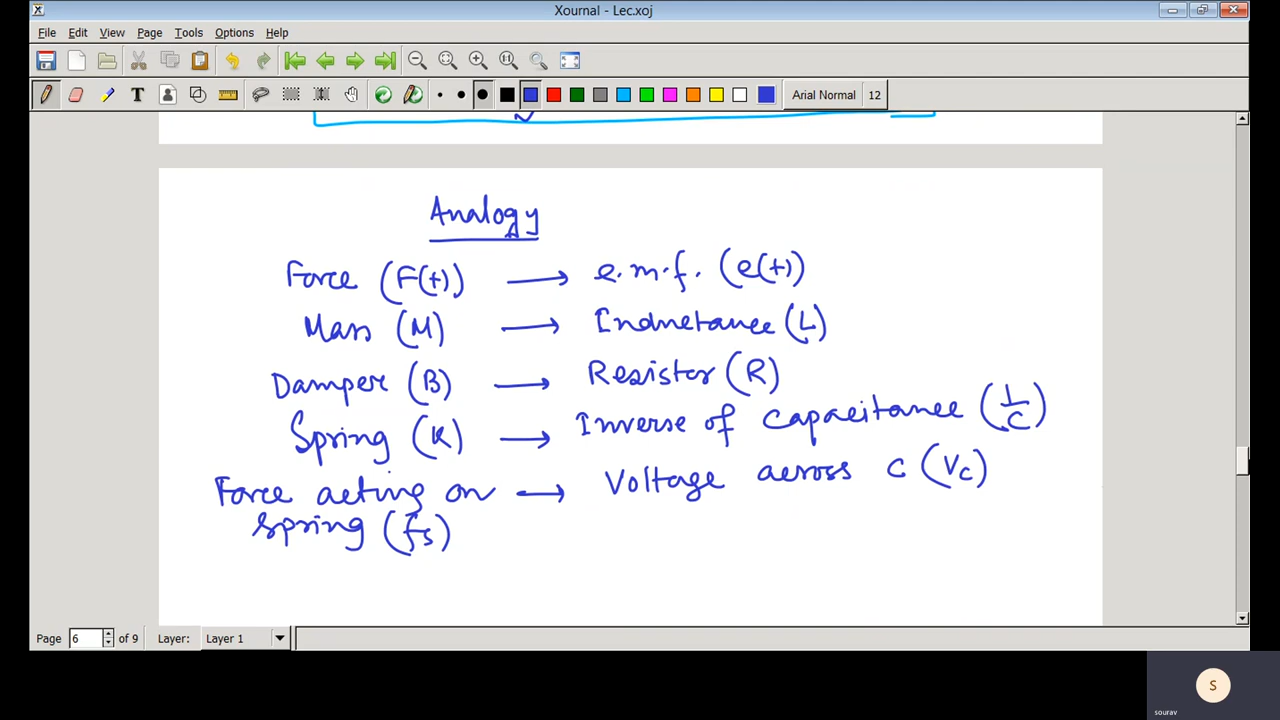 Xournal - Lec.xoj
File Edit View Page Tools Options Help
Arial Normal 12
Analogy
Force (F(t)) → e.m.f. (e(t))
Mass (M) → Inductance (L)
Damper (B) → Resistor (R)
Spring (K) → Inverse of capacitance (1/C)
Force acting on → Voltage across C (Vc)
spring (fs)
Page 6 of 9 Layer: Layer 1
S
sourav